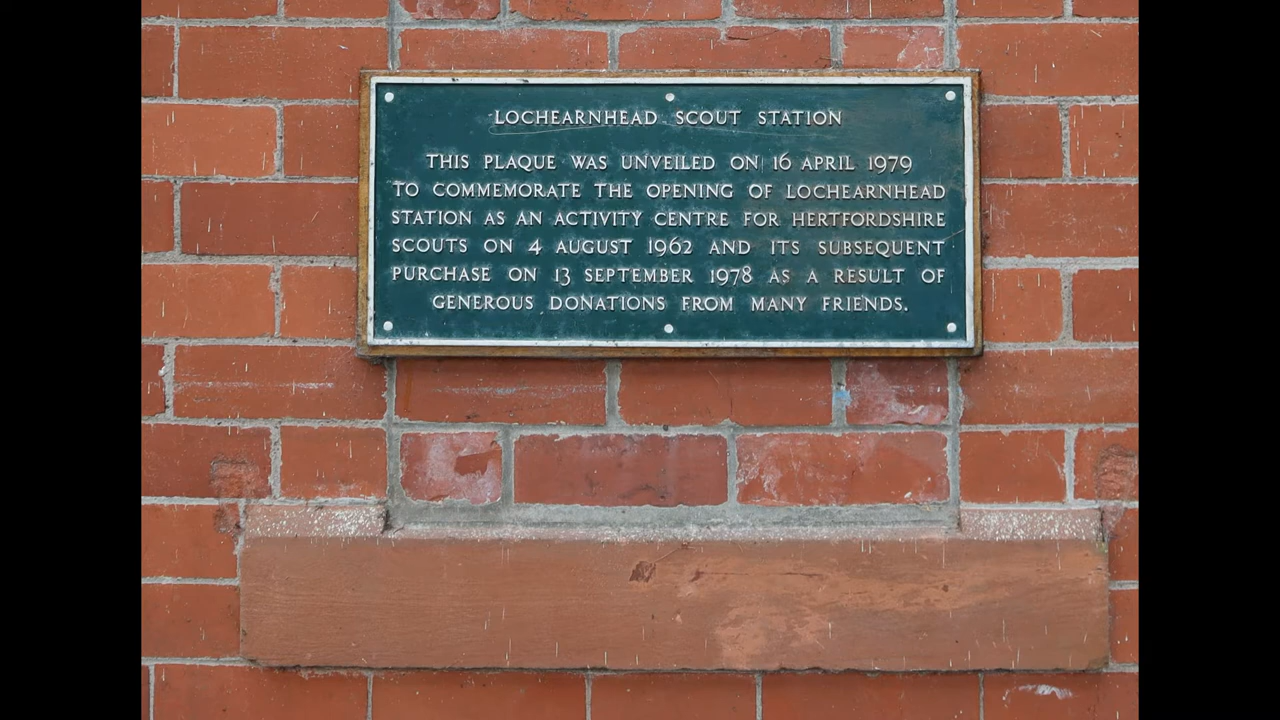 LOCHEARNHEAD SCOUT STATION
THIS PLAQUE WAS UNVEILED ON 16 APRIL 1979
TO COMMEMORATE THE OPENING OF LOCHEARNHEAD
STATION AS AN ACTIVITY CENTRE FOR HERTFORDSHIRE
SCOUTS ON 4 AUGUST 1962 AND ITS SUBSEQUENT
PURCHASE ON 13 SEPTEMBER 1978 AS A RESULT OF
GENEROUS DONATIONS FROM MANY FRIENDS.